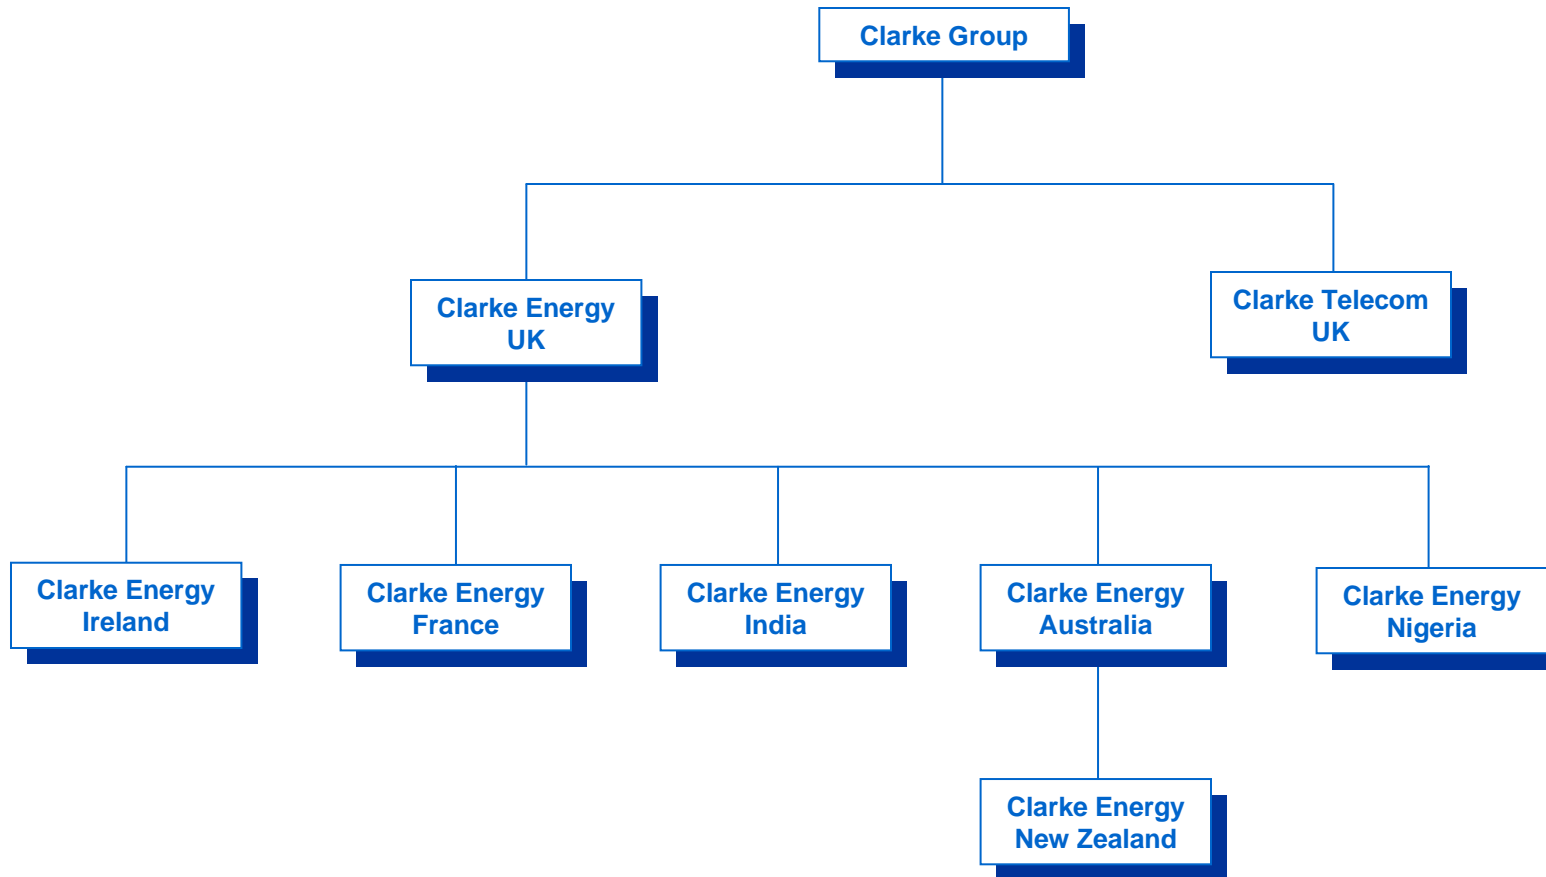 Clarke Group
Clarke Energy
UK
Clarke Telecom
UK
Clarke Energy
Ireland
Clarke Energy
France
Clarke Energy
India
Clarke Energy
Australia
Clarke Energy
Nigeria
Clarke Energy
New Zealand